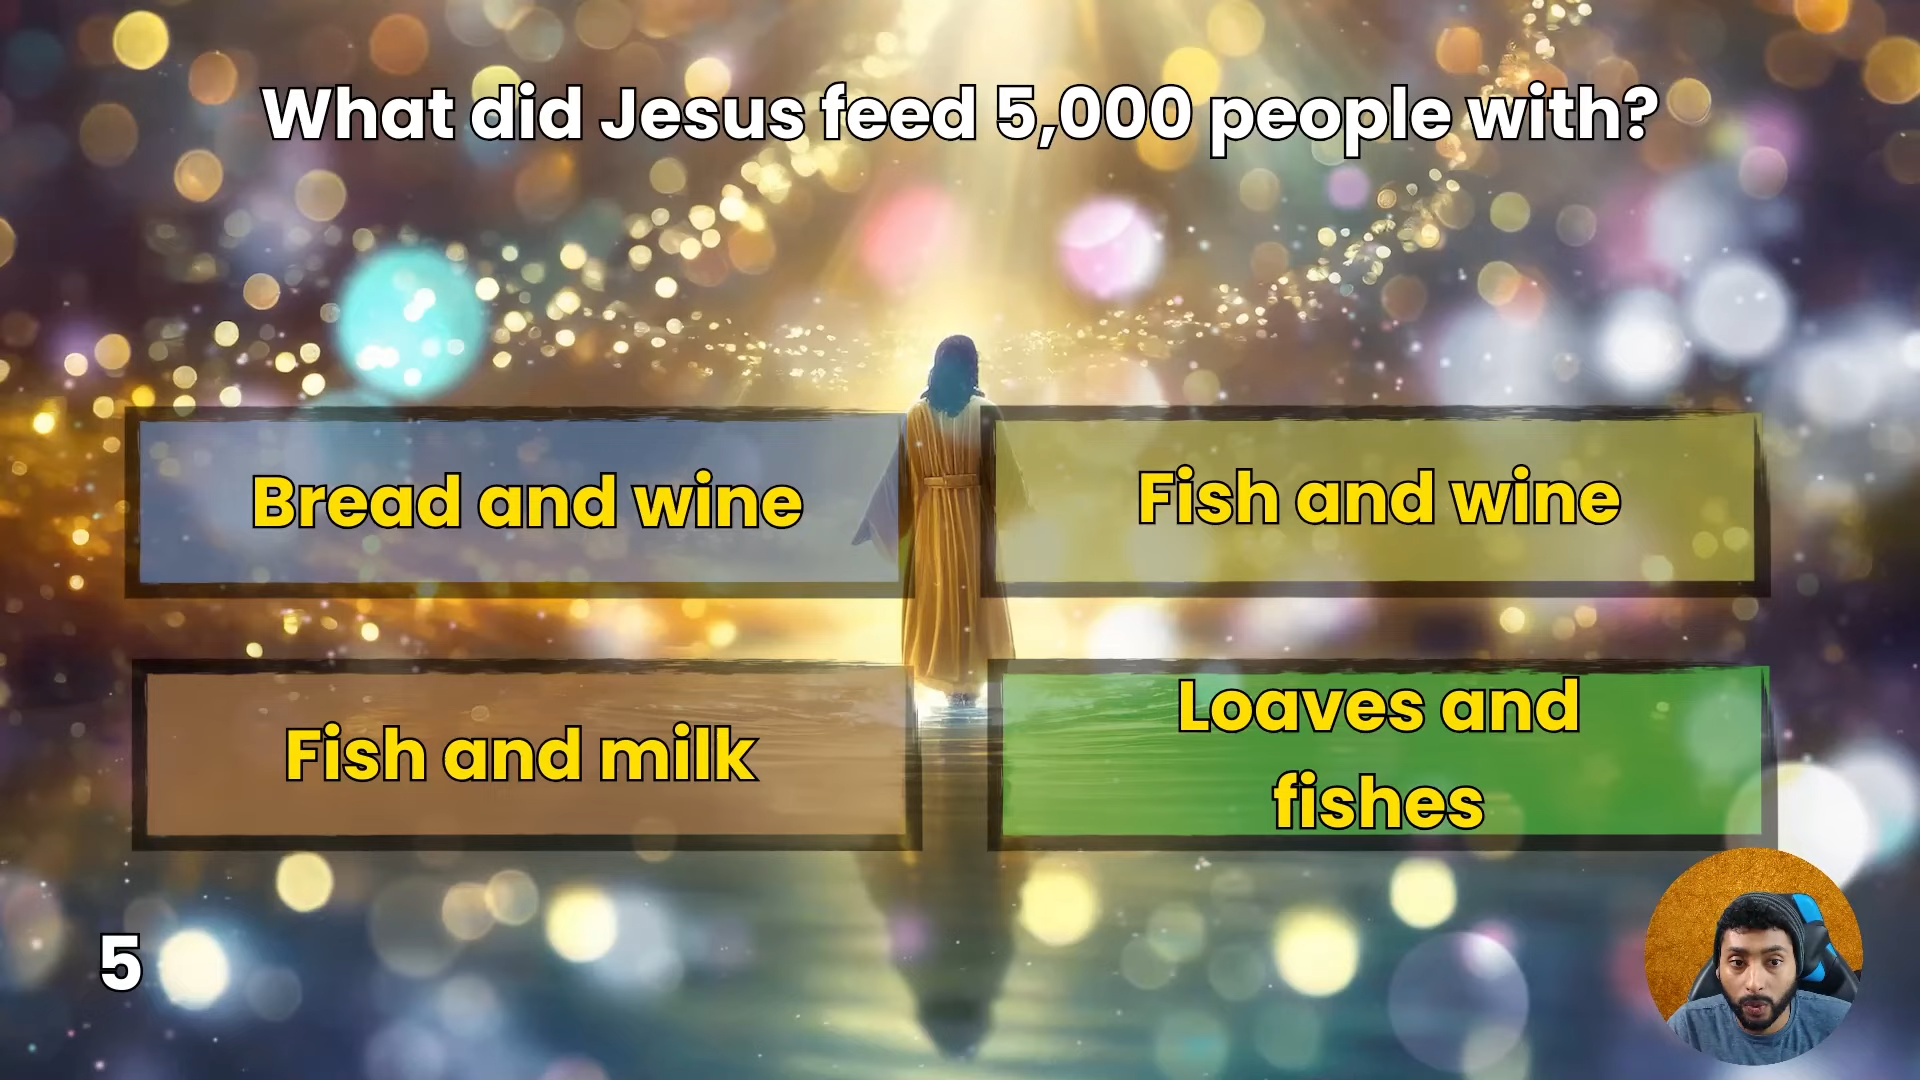 What did Jesus feed 5,000 people with?
Bread and wine
Fish and wine
Fish and milk
Loaves and
fishes
5